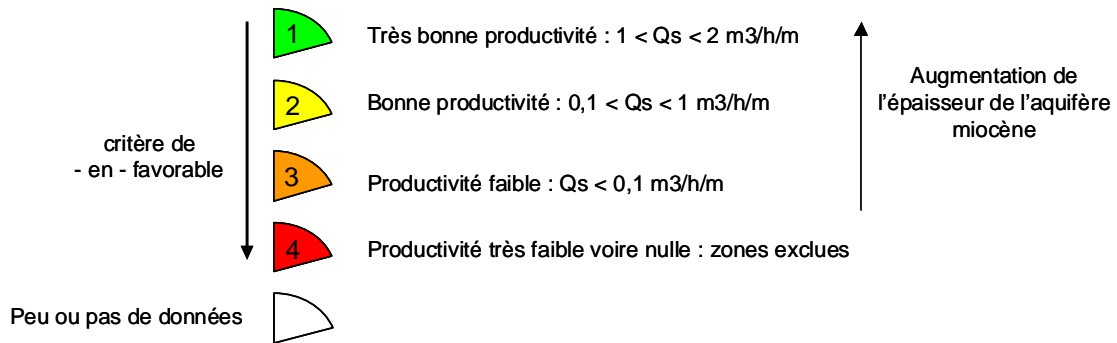 1
Très bonne productivité : 1 < Qs < 2 m3/h/m
2
Bonne productivité : 0,1 < Qs < 1 m3/h/m
3
Productivité faible : Qs < 0,1 m3/h/m
4
Productivité très faible voire nulle : zones exclues
critère de
- en - favorable
Augmentation de
l'épaisseur de l'aquifère
miocène
Peu ou pas de données